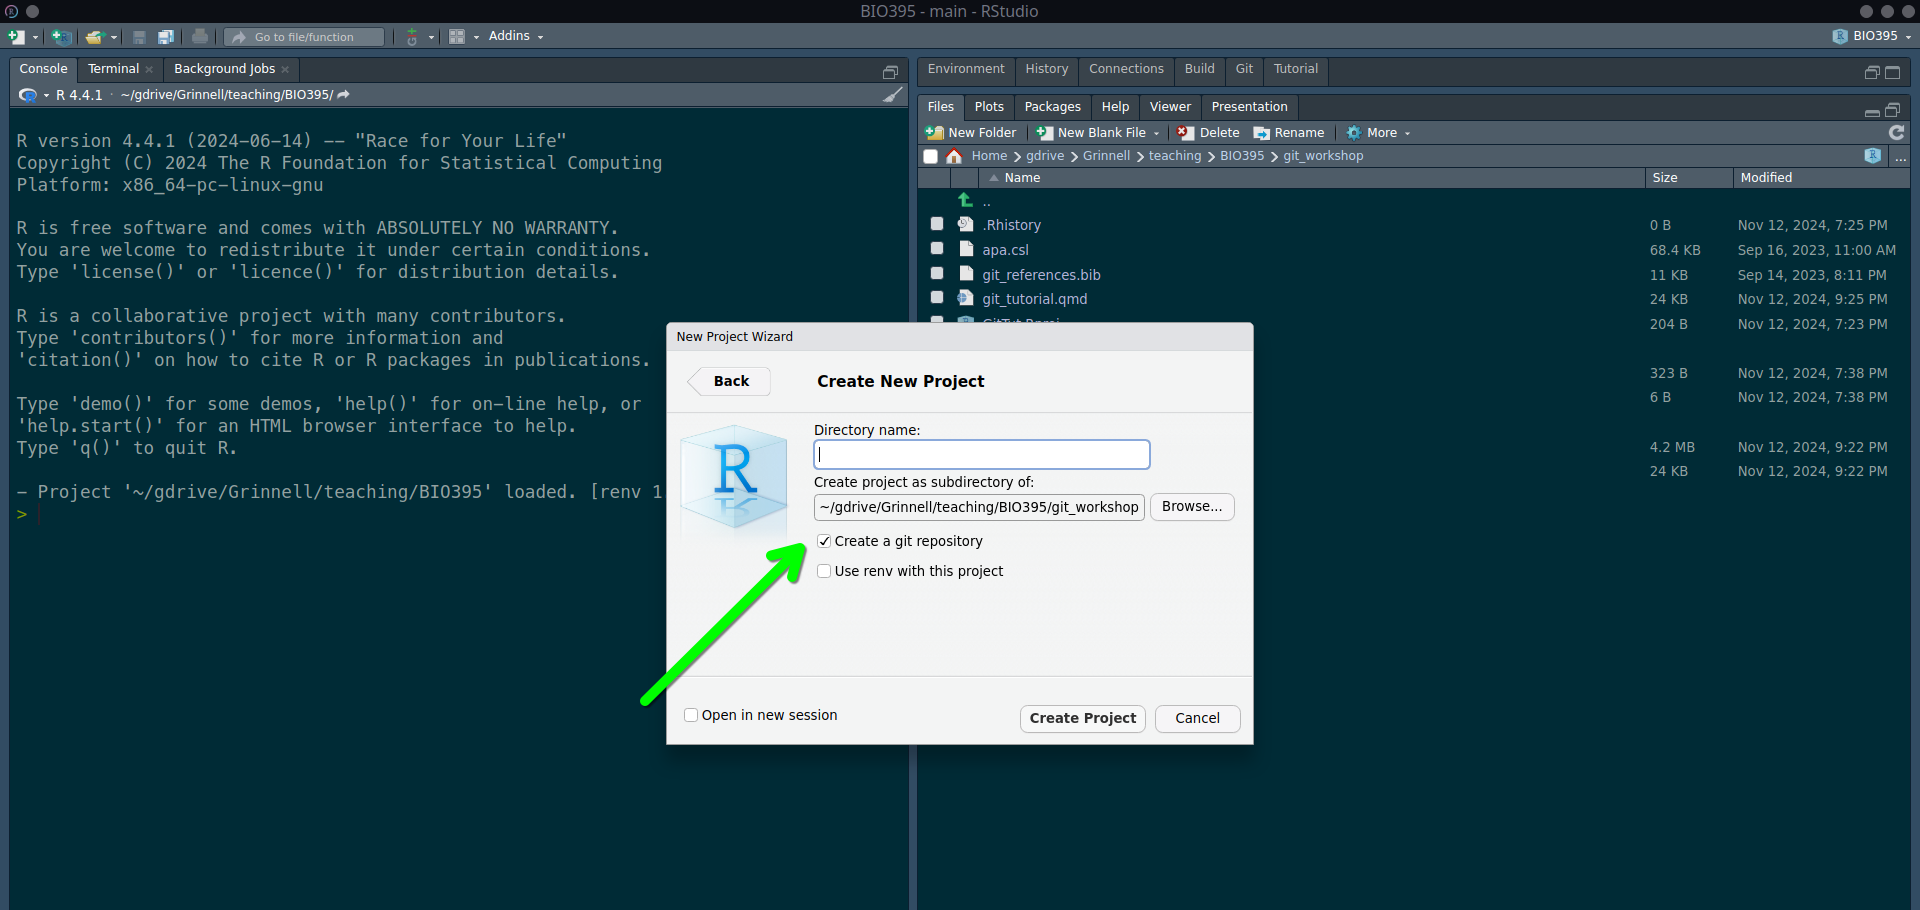 BIO395 - main - RStudio
Go to file/function
Addins
BIO395
Console
Terminal
Background Jobs
R 4.4.1 · ~/gdrive/Grinnell/teaching/BIO395/
R version 4.4.1 (2024-06-14) -- "Race for Your Life"
Copyright (C) 2024 The R Foundation for Statistical Computing
Platform: x86_64-pc-linux-gnu
R is free software and comes with ABSOLUTELY NO WARRANTY.
You are welcome to redistribute it under certain conditions.
Type 'license()' or 'licence()' for distribution details.
R is a collaborative project with many contributors.
Type 'contributors()' for more information and
'citation()' on how to cite R or R packages in publications.
Type 'demo()' for some demos, 'help()' for on-line help, or
'help.start()' for an HTML browser interface to help.
Type 'q()' to quit R.
- Project '~/gdrive/Grinnell/teaching/BIO395' loaded. [renv 1
>
Environment
History
Connections
Build
Git
Tutorial
Files
Plots
Packages
Help
Viewer
Presentation
New Folder
New Blank File
Delete
Rename
More
Home
gdrive
Grinnell
teaching
BIO395
git_workshop
...
Name
Size
Modified
..
.Rhistory
0 B
Nov 12, 2024, 7:25 PM
apa.csl
68.4 KB
Sep 16, 2023, 11:00 AM
git_references.bib
11 KB
Sep 14, 2023, 8:11 PM
git_tutorial.qmd
24 KB
Nov 12, 2024, 9:25 PM
204 B
Nov 12, 2024, 7:23 PM
323 B
Nov 12, 2024, 7:38 PM
6 B
Nov 12, 2024, 7:38 PM
4.2 MB
Nov 12, 2024, 9:22 PM
24 KB
Nov 12, 2024, 9:22 PM
New Project Wizard
Back
Create New Project
R
Directory name:
Create project as subdirectory of:
~/gdrive/Grinnell/teaching/BIO395/git_workshop
Browse...
Create a git repository
Use renv with this project
Open in new session
Create Project
Cancel